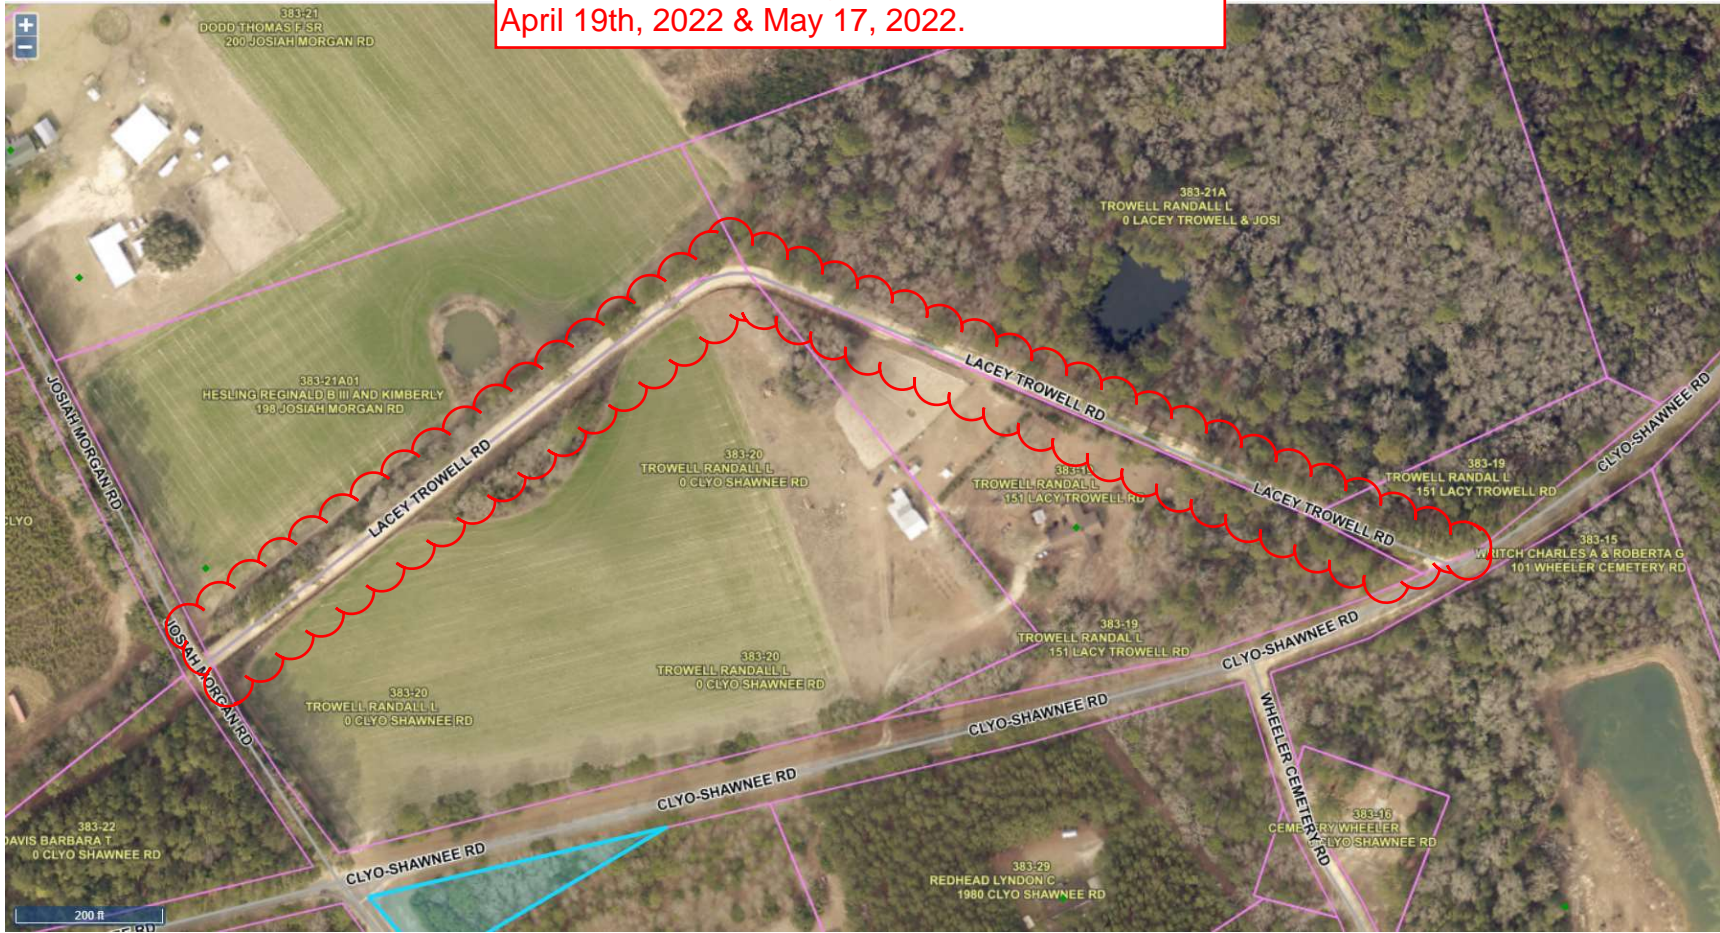 April 19th, 2022 & May 17, 2022.
+
−
383-21
DODD THOMAS F SR
200 JOSIAH MORGAN RD
383-21A
TROWELL RANDALL L
0 LACEY TROWELL & JOSI
383-21A01
HESLING REGINALD B III AND KIMBERLY
198 JOSIAH MORGAN RD
JOSIAH MORGAN RD
LACEY TROWELL RD
LACEY TROWELL RD
CLYO-SHAWNEE RD
383-20
TROWELL RANDALL L
0 CLYO SHAWNEE RD
TROWELL RANDAL L
151 LACY TROWELL RD
383-19
TROWELL RANDAL L
151 LACY TROWELL RD
LACEY TROWELL RD
CLYO
383-15
WRITCH CHARLES A & ROBERTA G
101 WHEELER CEMETERY RD
JOSIAH MORGAN RD
383-19
TROWELL RANDAL L
151 LACY TROWELL RD
CLYO-SHAWNEE RD
383-20
TROWELL RANDALL L
0 CLYO SHAWNEE RD
383-20
TROWELL RANDALL L
0 CLYO SHAWNEE RD
CLYO-SHAWNEE RD
WHEELER CEMETERY RD
CLYO-SHAWNEE RD
383-22
DAVIS BARBARA T
0 CLYO SHAWNEE RD
383-16
CEMETERY WHEELER
CLYO SHAWNEE RD
CLYO-SHAWNEE RD
383-29
REDHEAD LYNDON C
1980 CLYO SHAWNEE RD
200 ft
EE RD